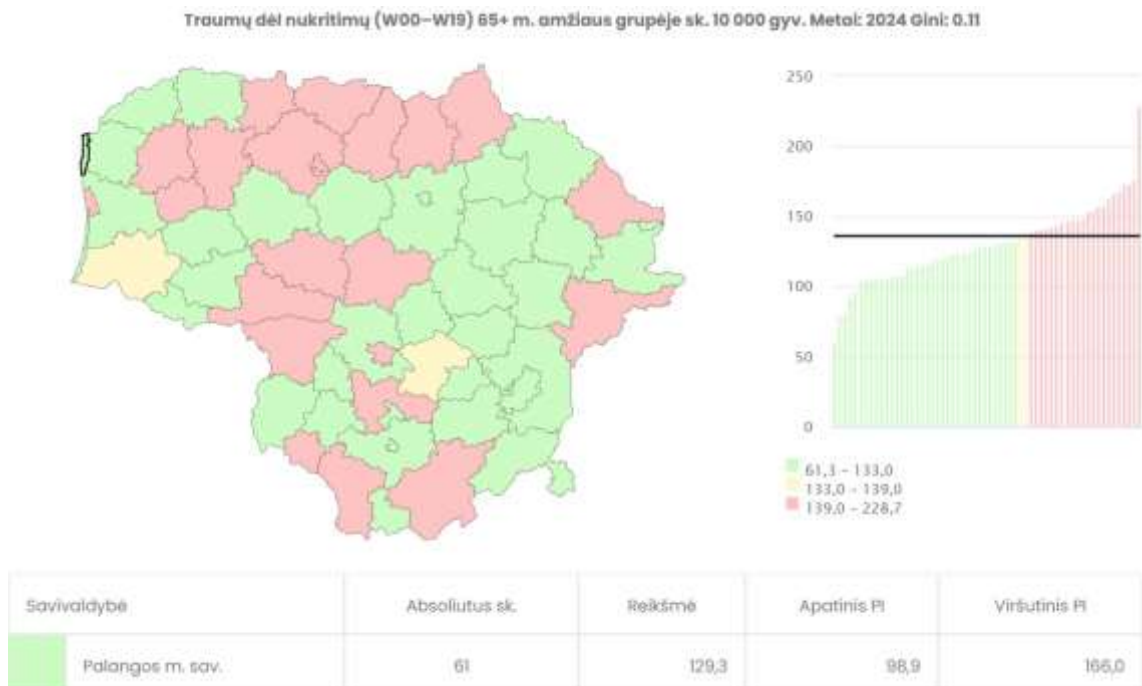 Traumų dėl nukritimų (W00–W19) 65+ m. amžiaus grupėje sk. 10 000 gyv. Metai: 2024 Gini: 0.11
250
200
150
100
50
0
61,3 – 133,0
133,0 – 139,0
139,0 – 228,7
Savivaldybė Absoliutus sk. Reikšmė Apatinis PI Viršutinis PI
Palangos m. sav. 61 129,3 98,9 166,0